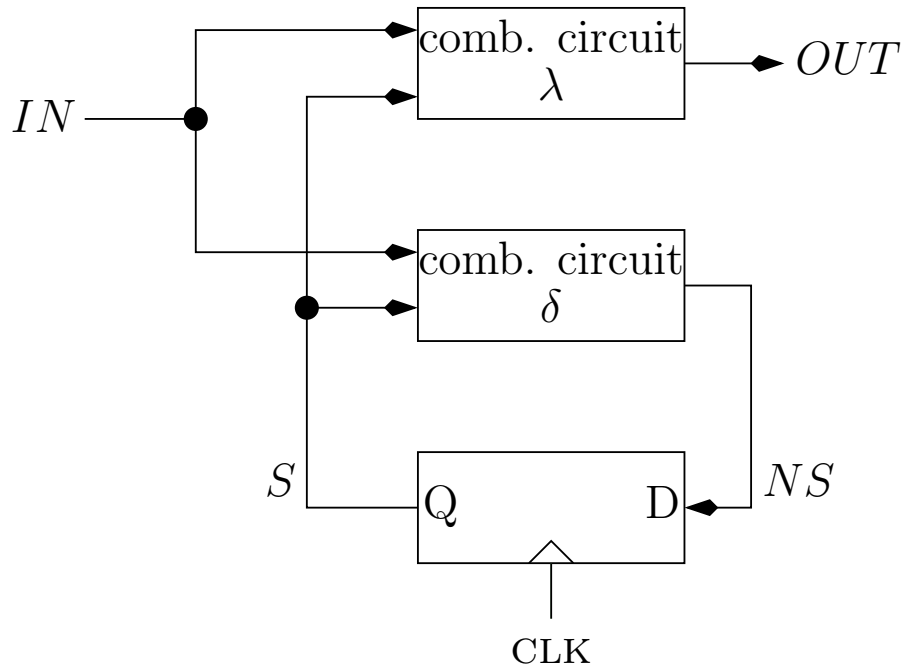 comb. circuit
λ
OUT
IN
comb. circuit
δ
S
Q
D
NS
CLK